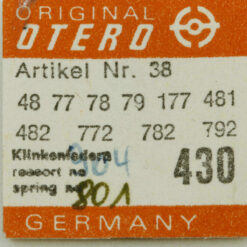 ORIGINAL
OTERO
Artikel Nr. 38
48 77 78 79 177 481
482 772 782 792
Klinkenfedern
904
ressort no
430
spring no
801
GERMANY